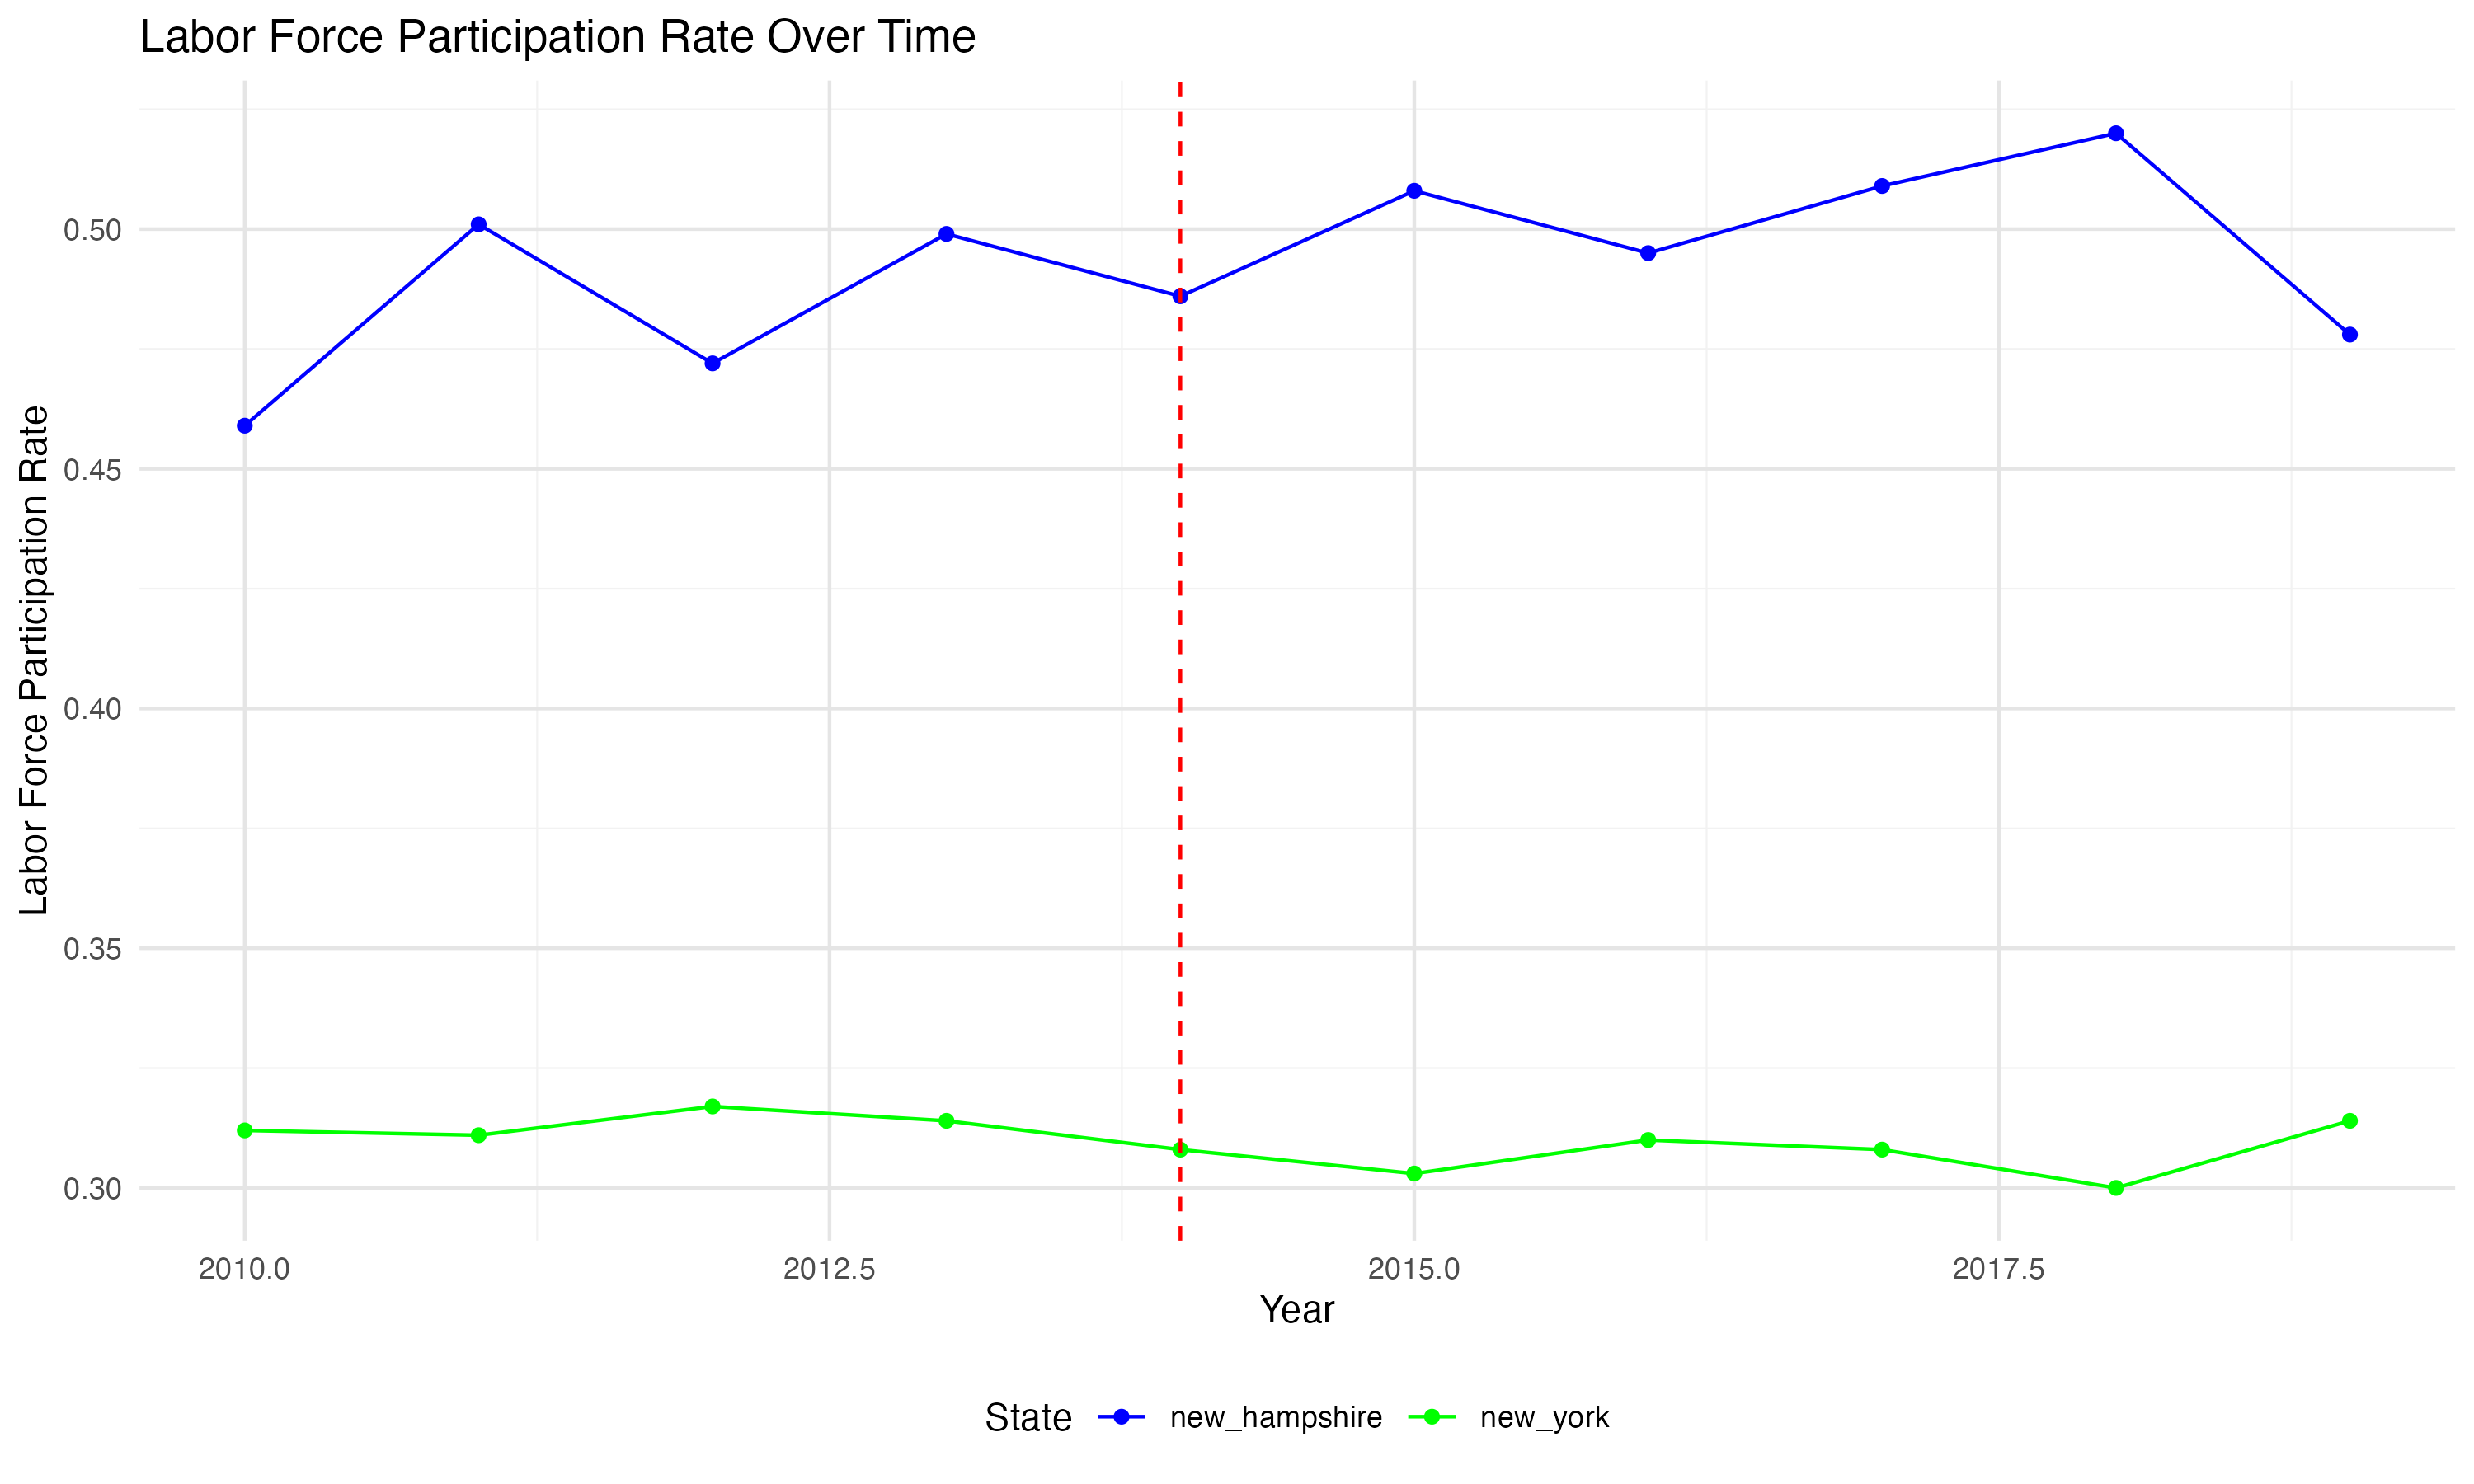 Labor Force Participation Rate Over Time
Labor Force Participation Rate
0.50
0.45
0.40
0.35
0.30
2010.0 2012.5 2015.0 2017.5
Year
State new_hampshire new_york